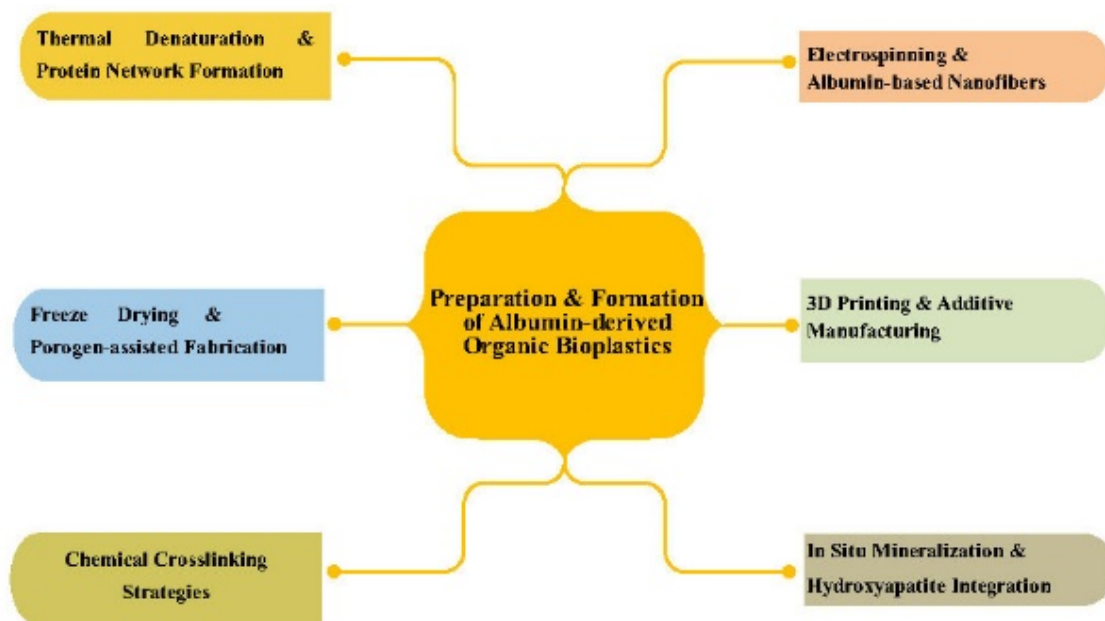 Thermal Denaturation &
Protein Network Formation
Electrospinning &
Albumin-based Nanofibers
Preparation & Formation
of Albumin-derived
Organic Bioplastics
Freeze Drying &
Porogen-assisted Fabrication
3D Printing & Additive
Manufacturing
Chemical Crosslinking
Strategies
In Situ Mineralization &
Hydroxyapatite Integration